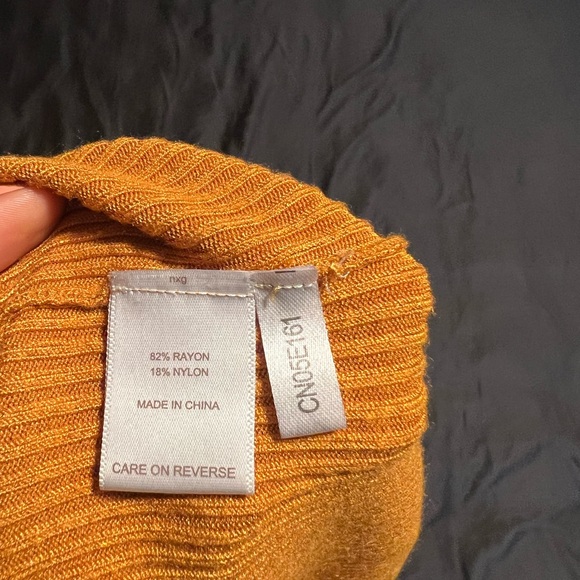 nxg
82% RAYON
18% NYLON
MADE IN CHINA
CARE ON REVERSE
CN05E161